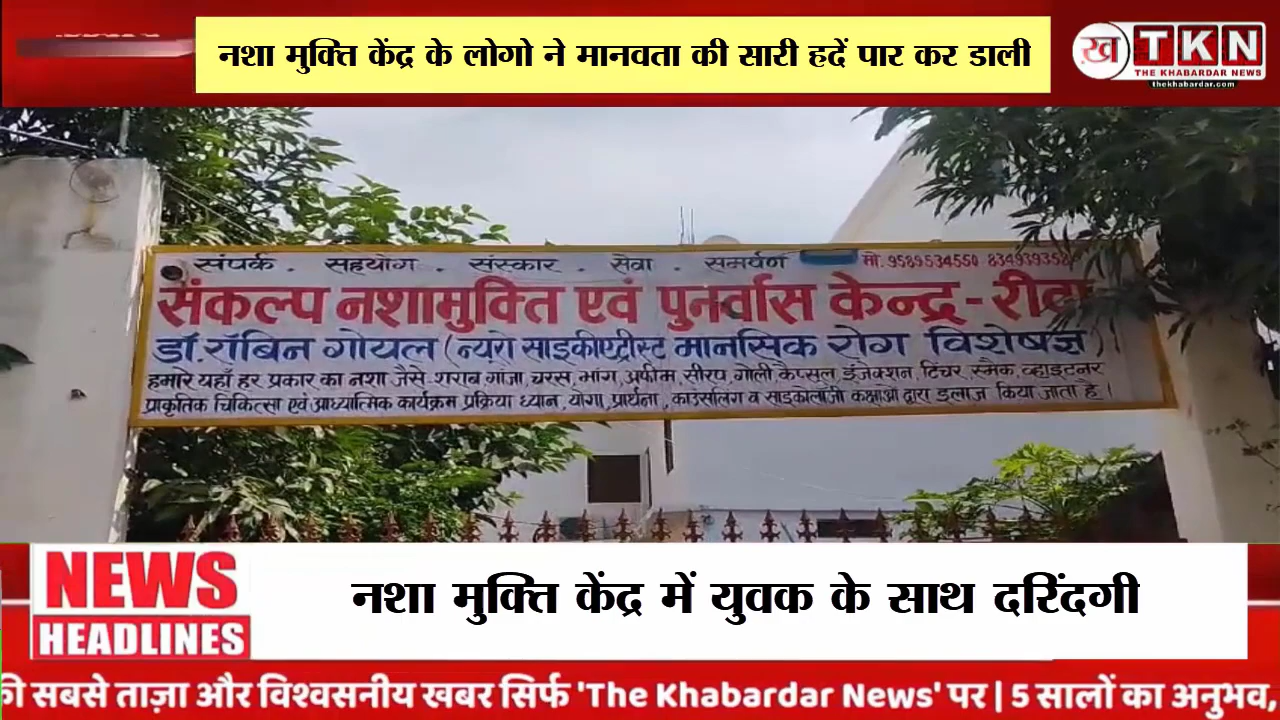 नशा मुक्ति केंद्र के लोगो ने मानवता की सारी हदें पार कर डाली
ख़ TKN
THE KHABARDAR NEWS
thekhabardar.com
संपर्क . सहयोग . संस्कार . सेवा . समर्पण मो. 9589534550 834939358
संकल्प नशामुक्ति एवं पुनर्वास केन्द्र-रीवा
डॉ. रॉबिन गोयल (न्यूरो साइकीएट्रीस्ट मानसिक रोग विशेषज्ञ)
हमारे यहाँ हर प्रकार का नशा जैसे-शराब गांजा, चरस, भांग, अफीम, सीरप, गोली, कैप्सूल, इंजेक्शन, टिंचर, स्मैक, व्हाइटनर
प्राकृतिक चिकित्सा एवं आध्यात्मिक कार्यक्रम प्रक्रिया ध्यान, योगा, प्रार्थना, काउंसलिंग व साइकोलॉजी कक्षाओं द्वारा इलाज किया जाता है।
NEWS
HEADLINES
नशा मुक्ति केंद्र में युवक के साथ दरिंदगी
की सबसे ताज़ा और विश्वसनीय खबर सिर्फ 'The Khabardar News' पर | 5 सालों का अनुभव,